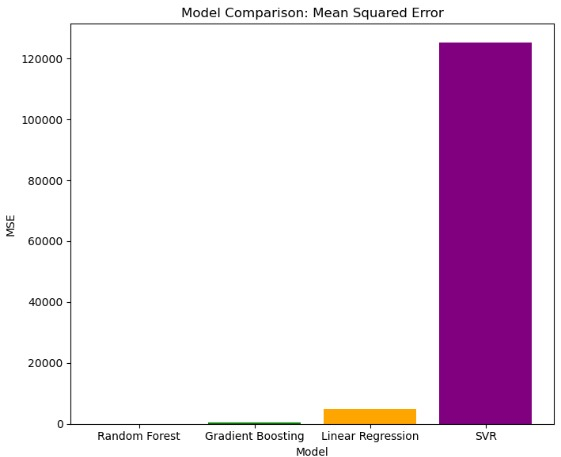 Model Comparison: Mean Squared Error
120000
100000
80000
60000
40000
20000
0
MSE
Random Forest Gradient Boosting Linear Regression SVR
Model